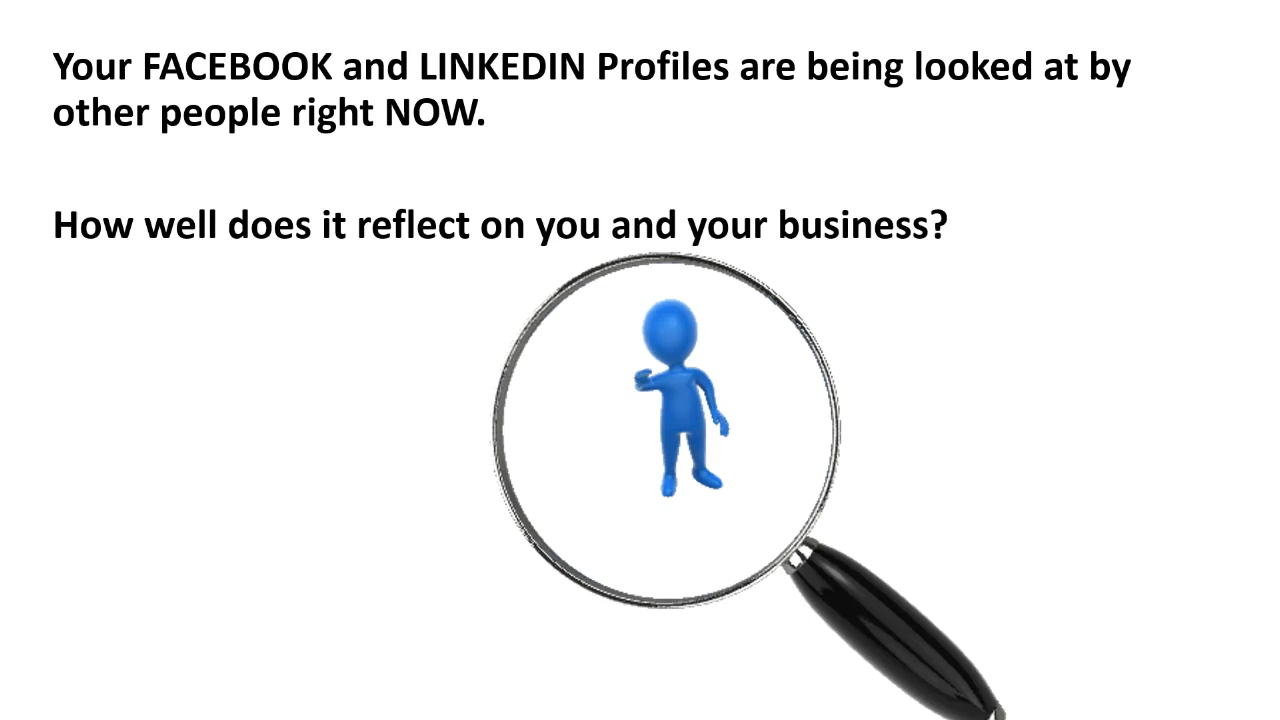 Your FACEBOOK and LINKEDIN Profiles are being looked at by
other people right NOW.
How well does it reflect on you and your business?